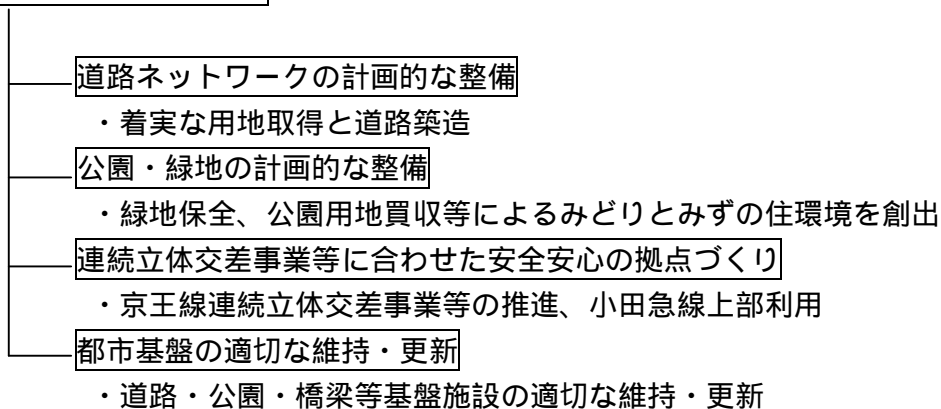 道路ネットワークの計画的な整備
・着実な用地取得と道路築造
公園・緑地の計画的な整備
・緑地保全、公園用地買収等によるみどりとみずの住環境を創出
連続立体交差事業等に合わせた安全安心の拠点づくり
・京王線連続立体交差事業等の推進、小田急線上部利用
都市基盤の適切な維持・更新
・道路・公園・橋梁等基盤施設の適切な維持・更新